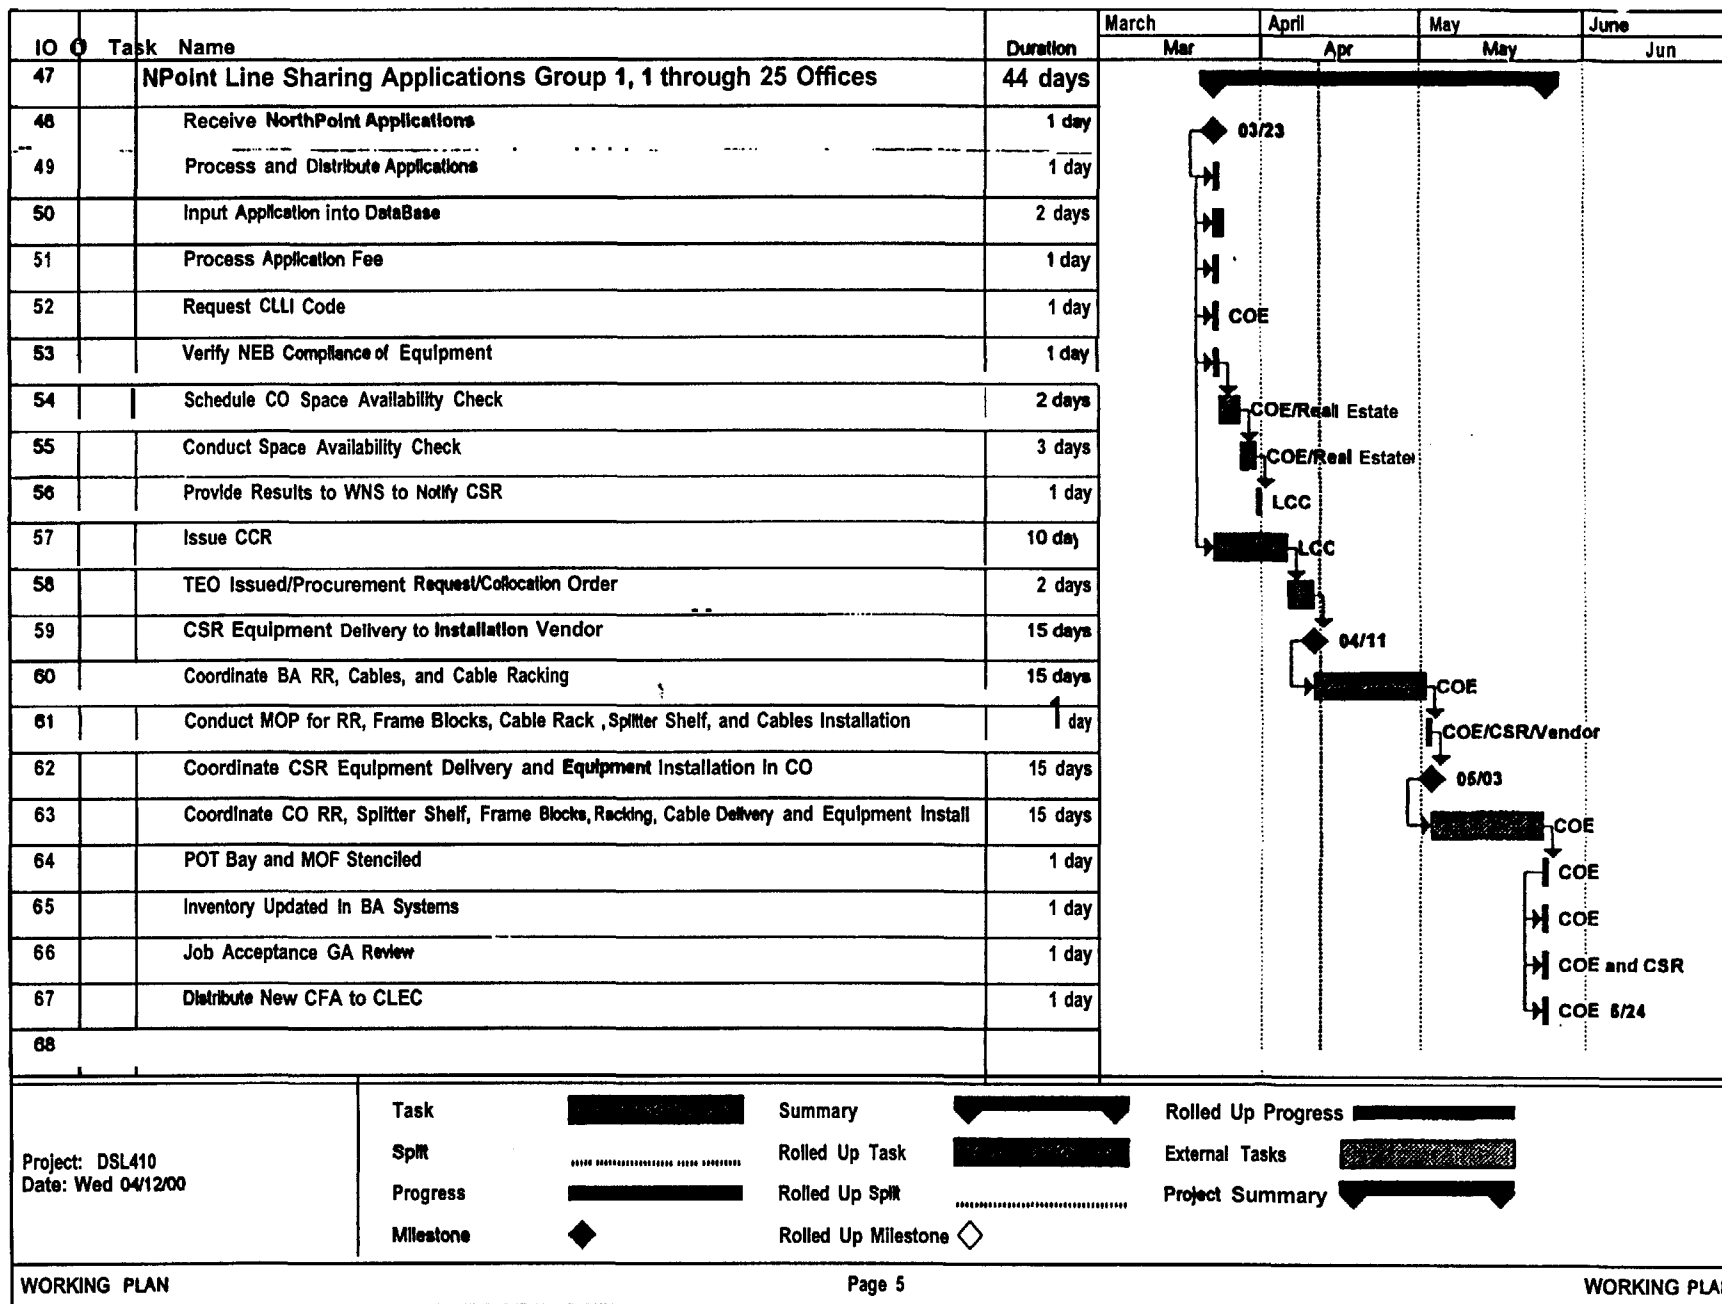 March April May June
IO O Task Name Duration Mar Apr May Jun
47 NPoint Line Sharing Applications Group 1, 1 through 25 Offices 44 days
48 Receive NorthPoint Applications 1 day 03/23
49 Process and Distribute Applications 1 day
50 Input Application into DataBase 2 days
51 Process Application Fee 1 day
52 Request CLLI Code 1 day COE
53 Verify NEB Compliance of Equipment 1 day
54 Schedule CO Space Availability Check 2 days COE/Real Estate
55 Conduct Space Availability Check 3 days COE/Real Estate
56 Provide Results to WNS to Notify CSR 1 day LCC
57 Issue CCR 10 day LCC
58 TEO Issued/Procurement Request/Collocation Order 2 days
59 CSR Equipment Delivery to Installation Vendor 15 days 04/11
60 Coordinate BA RR, Cables, and Cable Racking 15 days COE
61 Conduct MOP for RR, Frame Blocks, Cable Rack , Splitter Shelf, and Cables Installation 1 day COE/CSR/Vendor
62 Coordinate CSR Equipment Delivery and Equipment Installation in CO 15 days 05/03
63 Coordinate CO RR, Splitter Shelf, Frame Blocks, Racking, Cable Delivery and Equipment Install 15 days COE
64 POT Bay and MOF Stenciled 1 day COE
65 Inventory Updated In BA Systems 1 day COE
66 Job Acceptance GA Review 1 day COE and CSR
67 Distribute New CFA to CLEC 1 day COE 5/24
68
Task Summary Rolled Up Progress
Split Rolled Up Task External Tasks
Project: DSL410
Date: Wed 04/12/00
Progress Rolled Up Split Project Summary
Milestone Rolled Up Milestone
WORKING PLAN Page 5 WORKING PLAN